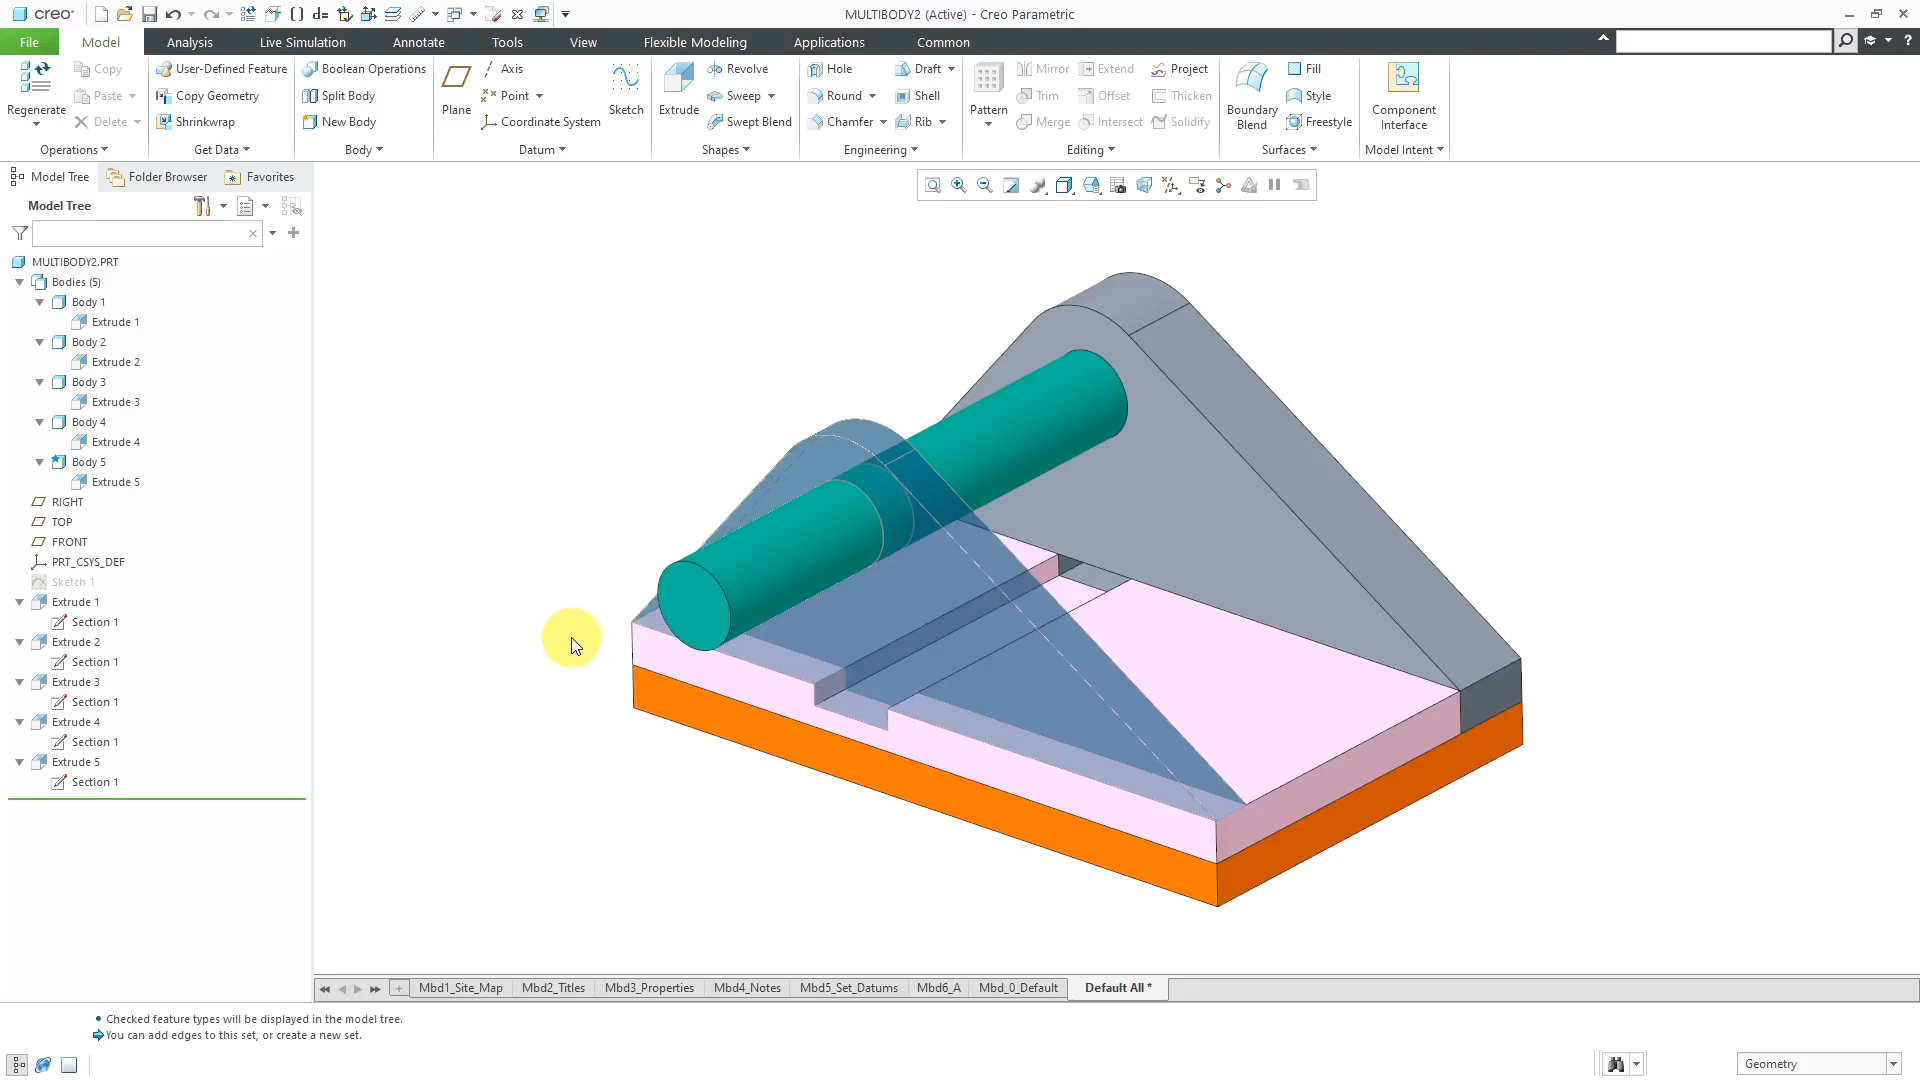 creo
d=
MULTIBODY2 (Active) - Creo Parametric
File
Model
Analysis
Live Simulation
Annotate
Tools
View
Flexible Modeling
Applications
Common
Regenerate
Copy
Paste
Delete
Operations
User-Defined Feature
Copy Geometry
Shrinkwrap
Get Data
Boolean Operations
Split Body
New Body
Body
Plane
Axis
Point
Coordinate System
Sketch
Datum
Extrude
Revolve
Sweep
Swept Blend
Shapes
Hole
Round
Chamfer
Draft
Shell
Rib
Engineering
Pattern
Mirror
Trim
Merge
Extend
Offset
Intersect
Project
Thicken
Solidify
Editing
Boundary
Blend
Fill
Style
Freestyle
Surfaces
Component
Interface
Model Intent
Model Tree
Folder Browser
Favorites
Model Tree
MULTIBODY2.PRT
Bodies (5)
Body 1
Extrude 1
Body 2
Extrude 2
Body 3
Extrude 3
Body 4
Extrude 4
Body 5
Extrude 5
RIGHT
TOP
FRONT
PRT_CSYS_DEF
Sketch 1
Extrude 1
Section 1
Extrude 2
Section 1
Extrude 3
Section 1
Extrude 4
Section 1
Extrude 5
Section 1
Mbd1_Site_Map
Mbd2_Titles
Mbd3_Properties
Mbd4_Notes
Mbd5_Set_Datums
Mbd6_A
Mbd_0_Default
Default All *
Checked feature types will be displayed in the model tree.
You can add edges to this set, or create a new set.
Geometry